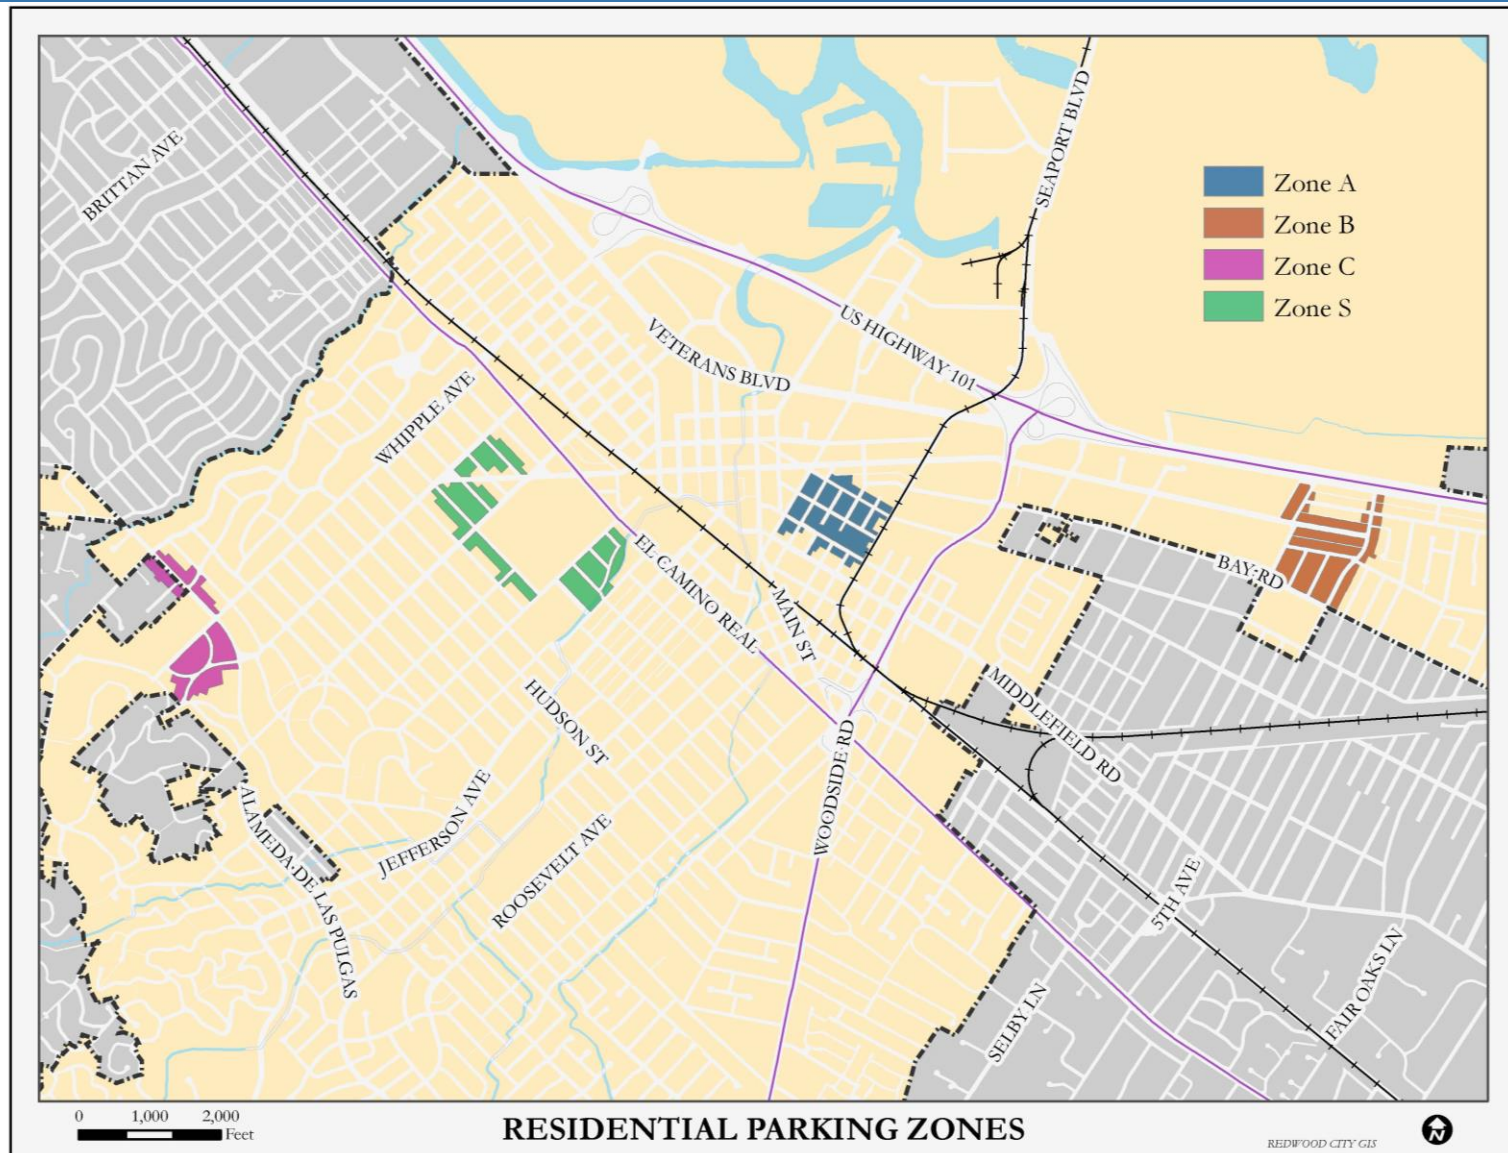 BRITTAN AVE
SEAPORT BLVD
Zone A
Zone B
Zone C
Zone S
US HIGHWAY 101
VETERANS BLVD
WHIPPLE AVE
EL CAMINO REAL
MAIN ST
BAY RD
HUDSON ST
MIDDLEFIELD RD
WOODSIDE RD
JEFFERSON AVE
ALAMEDA DE LAS PULGAS
ROOSEVELT AVE
5TH AVE
FAIR OAKS LN
SELBY LN
0 1,000 2,000
Feet
RESIDENTIAL PARKING ZONES
REDWOOD CITY GIS
N